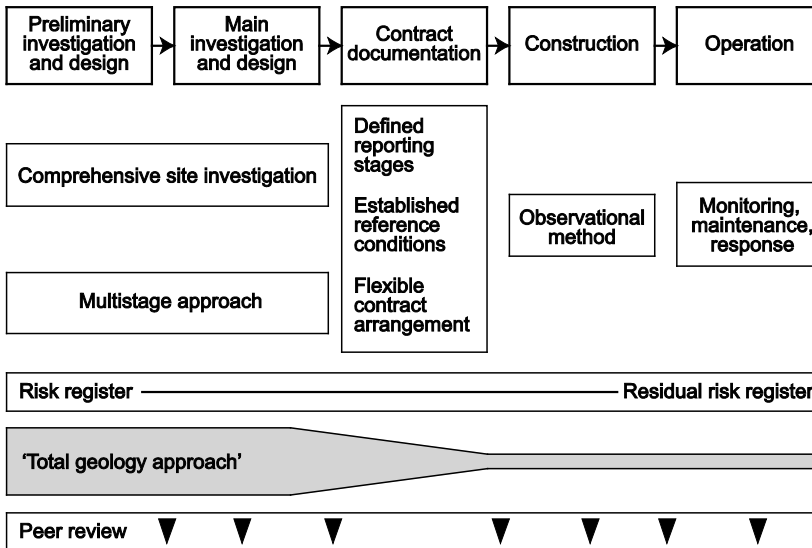 Preliminary
investigation
and design
Main
investigation
and design
Contract
documentation
Construction
Operation
Comprehensive site investigation
Multistage approach
Defined
reporting
stages
Established
reference
conditions
Flexible
contract
arrangement
Observational
method
Monitoring,
maintenance,
response
Risk register
Residual risk register
‘Total geology approach’
Peer review